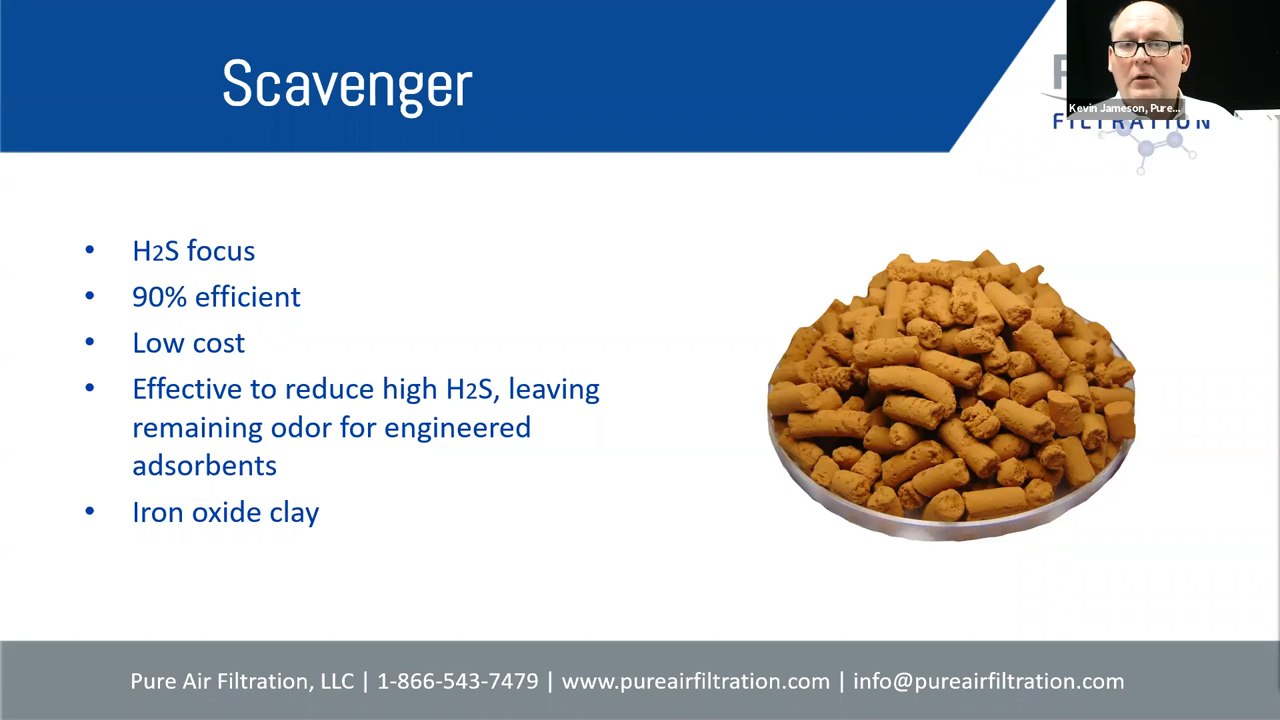 Scavenger
Kevin Jameson, Pure...
FILTRATION
• H2S focus
• 90% efficient
• Low cost
• Effective to reduce high H2S, leaving
remaining odor for engineered
adsorbents
• Iron oxide clay
Pure Air Filtration, LLC | 1-866-543-7479 | www.pureairfiltration.com | info@pureairfiltration.com